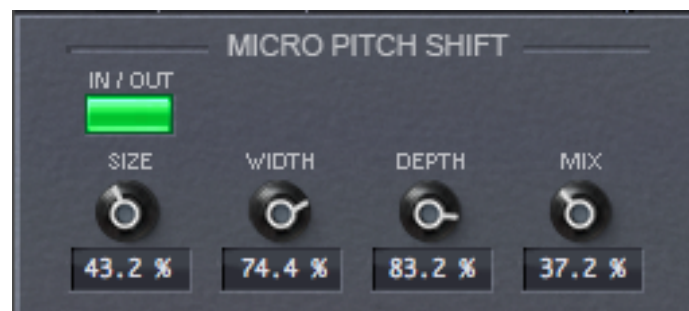 MICRO PITCH SHIFT
IN / OUT
SIZE WIDTH DEPTH MIX
43.2 % 74.4 % 83.2 % 37.2 %